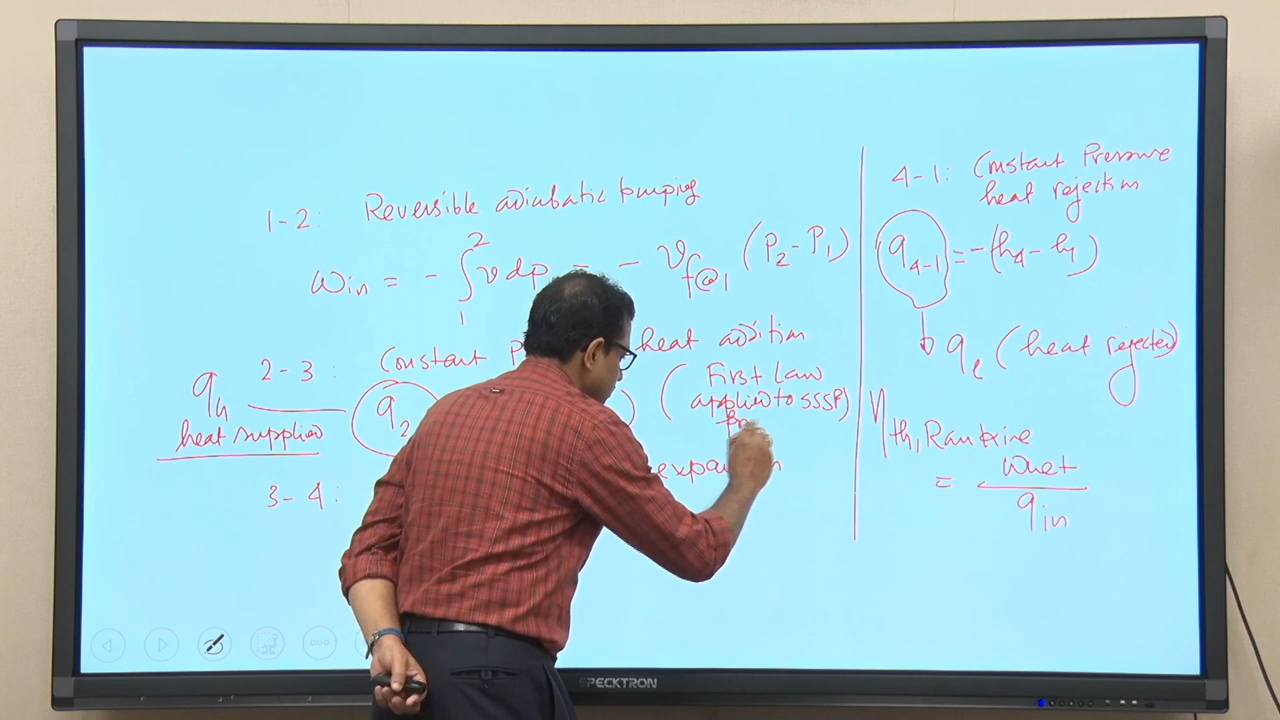 1-2: Reversible adiabatic pumping
Win = - ∫₁² v dp = - v_f@1 (P2 - P1)
2-3: Constant P heat addition
qh
heat supplied
q2
(First Law
applied to SSSF)
3-4: expansion
4-1: Constant Pressure
heat rejection
q4-1 = -(h4 - h1)
ql (heat rejected)
ηth, Rankine
= Wnet
qin
SPECKTRON